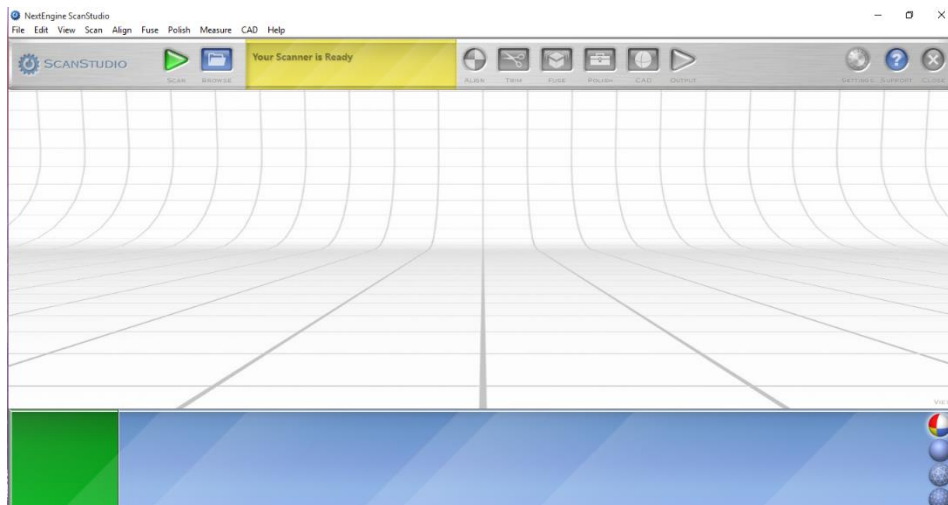 NextEngine ScanStudio
File Edit View Scan Align Fuse Polish Measure CAD Help
SCANSTUDIO
Your Scanner is Ready
SCAN BROWSE ALIGN TRIM FUSE POLISH CAD OUTPUT SETTINGS SUPPORT CLOSE